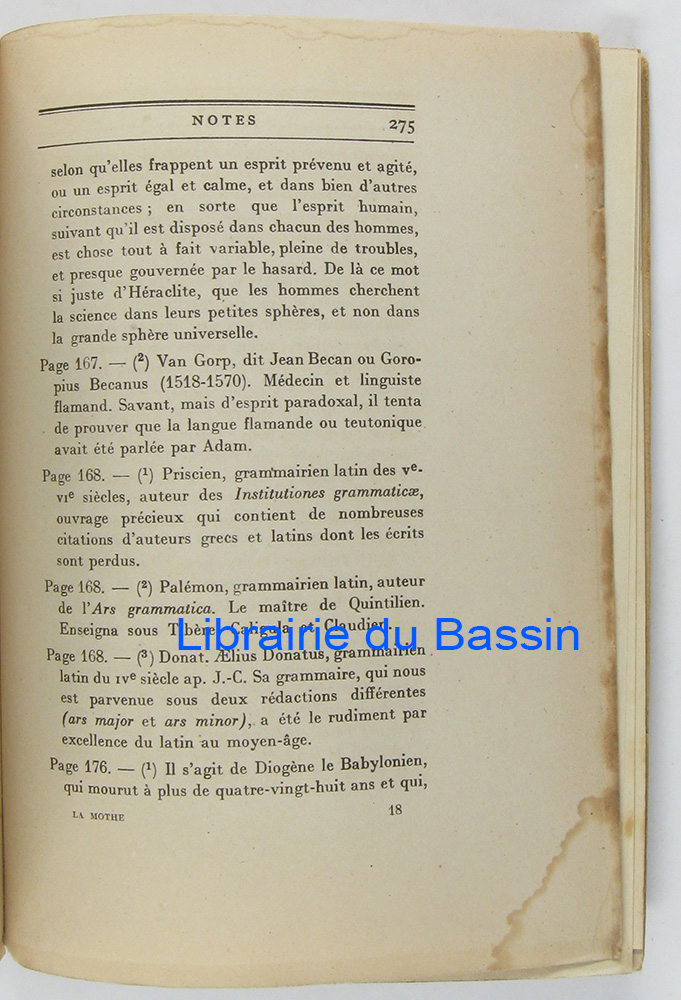 NOTES 275
selon qu'elles frappent un esprit prévenu et agité,
ou un esprit égal et calme, et dans bien d'autres
circonstances ; en sorte que l'esprit humain,
suivant qu'il est disposé dans chacun des hommes,
est chose tout à fait variable, pleine de troubles,
et presque gouvernée par le hasard. De là ce mot
si juste d'Héraclite, que les hommes cherchent
la science dans leurs petites sphères, et non dans
la grande sphère universelle.
Page 167. — (²) Van Gorp, dit Jean Becan ou Goro-
pius Becanus (1518-1570). Médecin et linguiste
flamand. Savant, mais d'esprit paradoxal, il tenta
de prouver que la langue flamande ou teutonique
avait été parlée par Adam.
Page 168. — (¹) Priscien, grammairien latin des vᵉ-
vıᵉ siècles, auteur des Institutiones grammaticæ,
ouvrage précieux qui contient de nombreuses
citations d'auteurs grecs et latins dont les écrits
sont perdus.
Page 168. — (²) Palémon, grammairien latin, auteur
de l'Ars grammatica. Le maître de Quintilien.
Enseigna sous Tibère, Caligula et Claudien.
Librairie du Bassin
Page 168. — (³) Donat. Ælius Donatus, grammairien
latin du ıvᵉ siècle ap. J.-C. Sa grammaire, qui nous
est parvenue sous deux rédactions différentes
(ars major et ars minor), a été le rudiment par
excellence du latin au moyen-âge.
Page 176. — (¹) Il s'agit de Diogène le Babylonien,
qui mourut à plus de quatre-vingt-huit ans et qui,
LA MOTHE 18